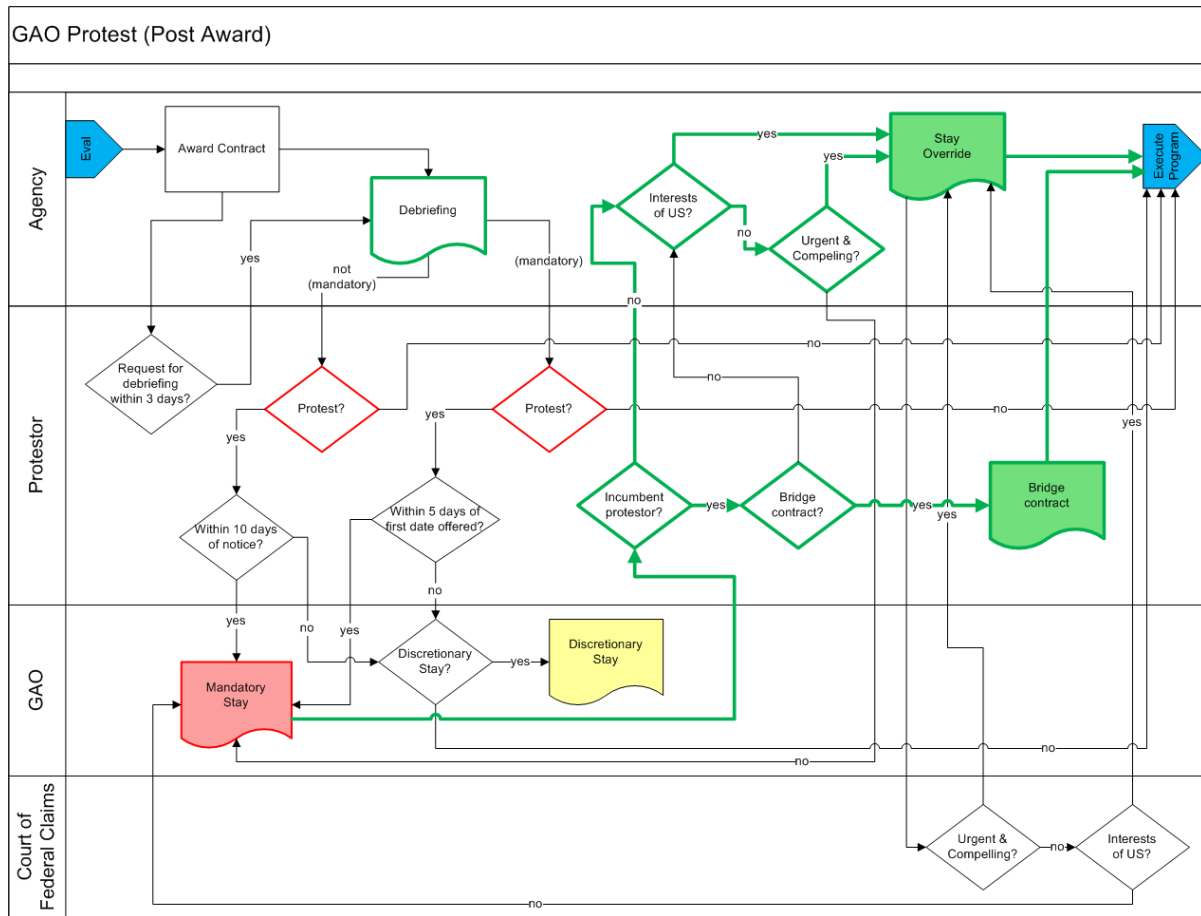 GAO Protest (Post Award)
Agency
Eval
Award Contract
Debriefing
yes
not
(mandatory)
(mandatory)
Interests
of US?
yes
no
Urgent &
Compeling?
yes
Stay
Override
Execute
Program
Protestor
Request for
debriefing
within 3 days?
Protest?
yes
no
Protest?
yes
no
no
no
yes
Within 10 days
of notice?
Within 5 days of
first date offered?
Incumbent
protestor?
yes
Bridge
contract?
yes
yes
Bridge
contract
no
GAO
yes
no
yes
Mandatory
Stay
Discretionary
Stay?
yes
Discretionary
Stay
no
no
Court of
Federal Claims
Urgent &
Compelling?
no
Interests
of US?
no